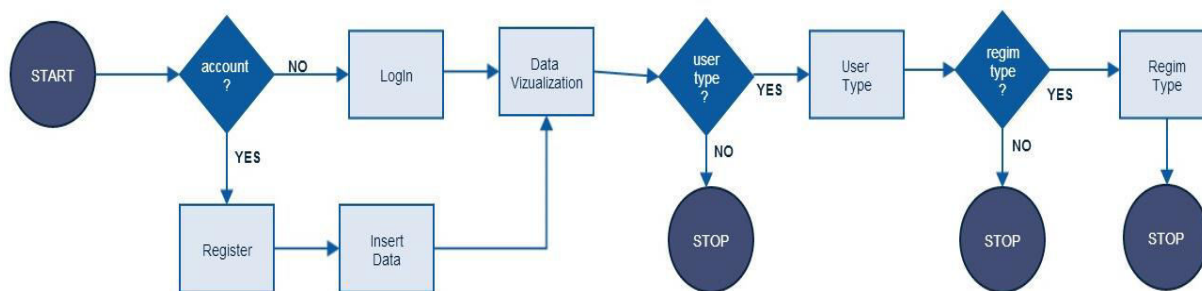 START
account
?
NO
LogIn
Data
Vizualization
user
type
?
YES
User
Type
regim
type
?
YES
Regim
Type
YES
NO
NO
Register
Insert
Data
STOP
STOP
STOP